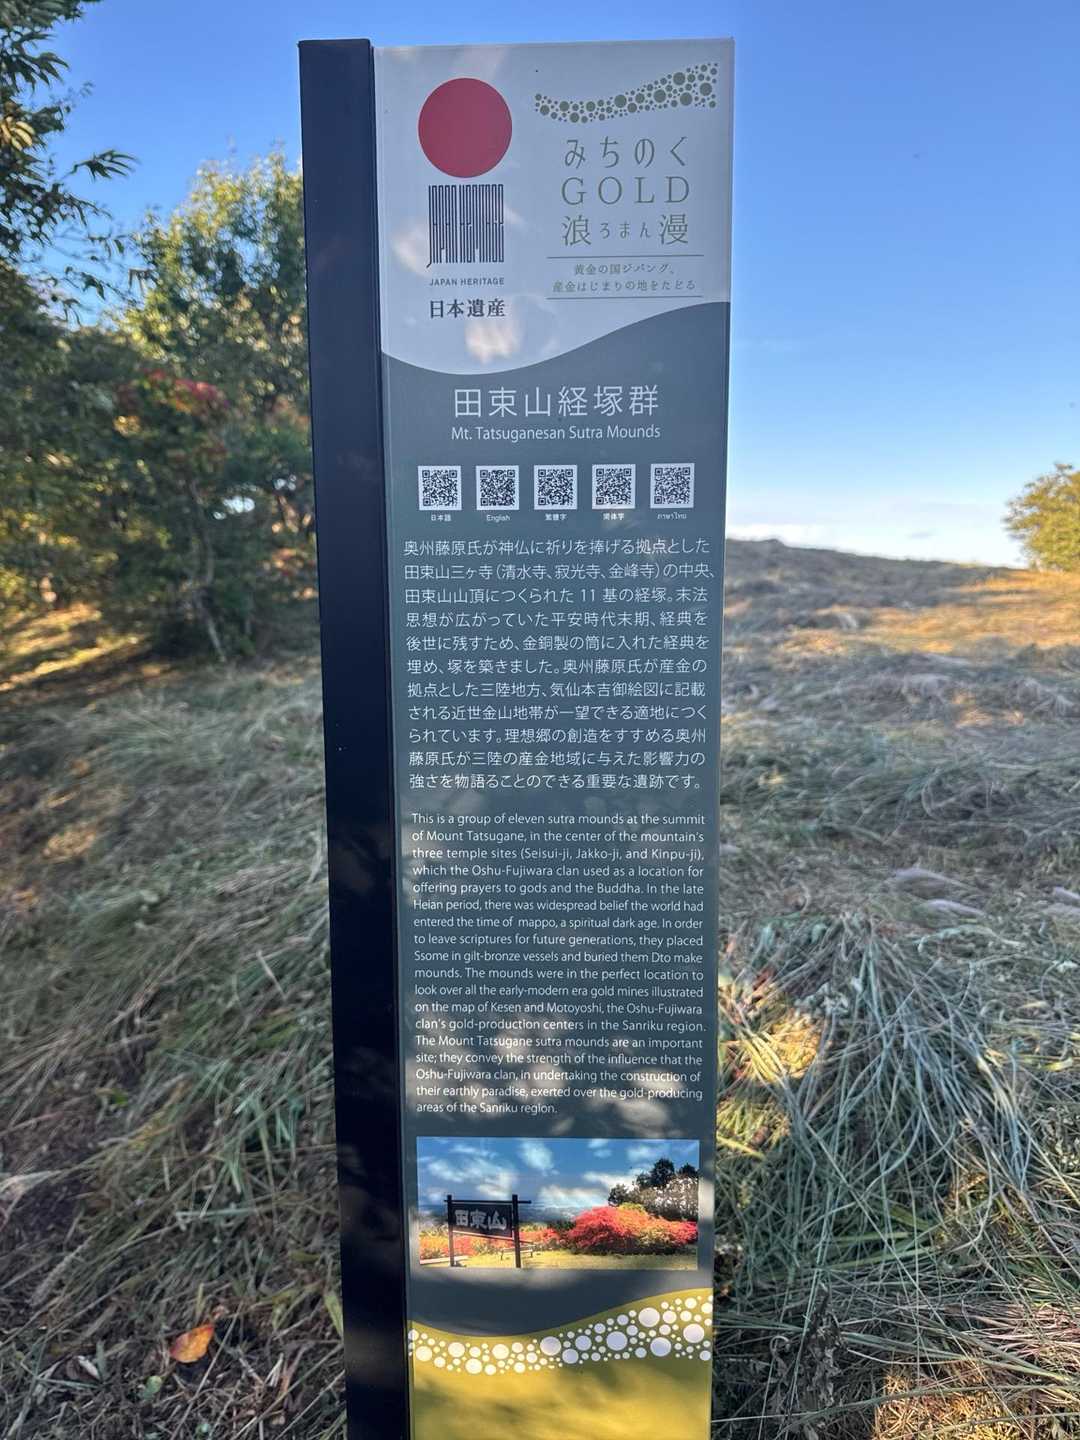 JAPAN HERITAGE
日本遺産
みちのく
GOLD
浪ろまん漫
黄金の国ジパング、
産金はじまりの地をたどる
田束山経塚群
Mt. Tatsuganesan Sutra Mounds
日本語 English 繁體字 简体字 ภาษาไทย
奥州藤原氏が神仏に祈りを捧げる拠点とした
田束山三ヶ寺(清水寺、寂光寺、金峰寺)の中央、
田束山山頂につくられた 11 基の経塚。末法
思想が広がっていた平安時代末期、経典を
後世に残すため、金銅製の筒に入れた経典を
埋め、塚を築きました。奥州藤原氏が産金の
拠点とした三陸地方、気仙本吉御絵図に記載
される近世金山地帯が一望できる適地につく
られています。理想郷の創造をすすめる奥州
藤原氏が三陸の産金地域に与えた影響力の
強さを物語ることのできる重要な遺跡です。
This is a group of eleven sutra mounds at the summit
of Mount Tatsugane, in the center of the mountain's
three temple sites (Seisui-ji, Jakko-ji, and Kinpu-ji),
which the Oshu-Fujiwara clan used as a location for
offering prayers to gods and the Buddha. In the late
Heian period, there was widespread belief the world had
entered the time of mappo, a spiritual dark age. In order
to leave scriptures for future generations, they placed
Ssome in gilt-bronze vessels and buried them Dto make
mounds. The mounds were in the perfect location to
look over all the early-modern era gold mines illustrated
on the map of Kesen and Motoyoshi, the Oshu-Fujiwara
clan's gold-production centers in the Sanriku region.
The Mount Tatsugane sutra mounds are an important
site; they convey the strength of the influence that the
Oshu-Fujiwara clan, in undertaking the construction of
their earthly paradise, exerted over the gold-producing
areas of the Sanriku region.
田束山